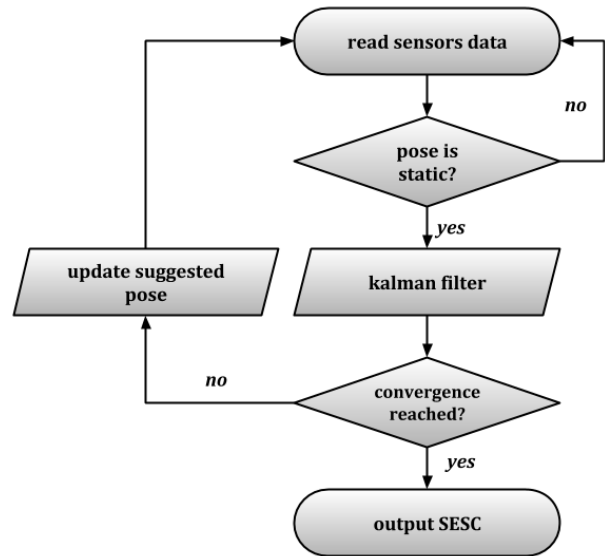 read sensors data
no
pose is
static?
yes
update suggested
pose
kalman filter
no
convergence
reached?
yes
output SESC